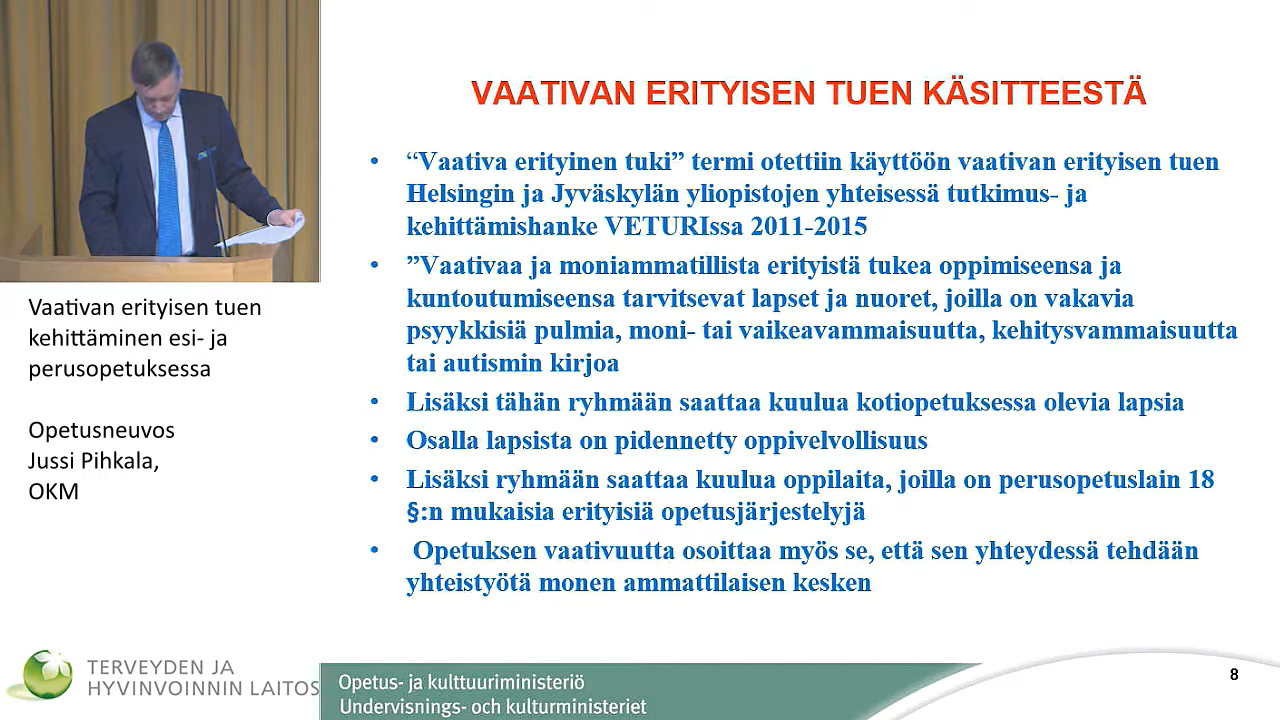 VAATIVAN ERITYISEN TUEN KÄSITTEESTÄ
• “Vaativa erityinen tuki” termi otettiin käyttöön vaativan erityisen tuen
Helsingin ja Jyväskylän yliopistojen yhteisessä tutkimus- ja
kehittämishanke VETURIssa 2011-2015
• ”Vaativaa ja moniammatillista erityistä tukea oppimiseensa ja
kuntoutumiseensa tarvitsevat lapset ja nuoret, joilla on vakavia
psyykkisiä pulmia, moni- tai vaikeavammaisuutta, kehitysvammaisuutta
tai autismin kirjoa
• Lisäksi tähän ryhmään saattaa kuulua kotiopetuksessa olevia lapsia
• Osalla lapsista on pidennetty oppivelvollisuus
• Lisäksi ryhmään saattaa kuulua oppilaita, joilla on perusopetuslain 18
§:n mukaisia erityisiä opetusjärjestelyjä
• Opetuksen vaativuutta osoittaa myös se, että sen yhteydessä tehdään
yhteistyötä monen ammattilaisen kesken
Vaativan erityisen tuen
kehittäminen esi- ja
perusopetuksessa
Opetusneuvos
Jussi Pihkala,
OKM
TERVEYDEN JA
HYVINVOINNIN LAITOS
Opetus- ja kulttuuriministeriö
Undervisnings- och kulturministeriet
8